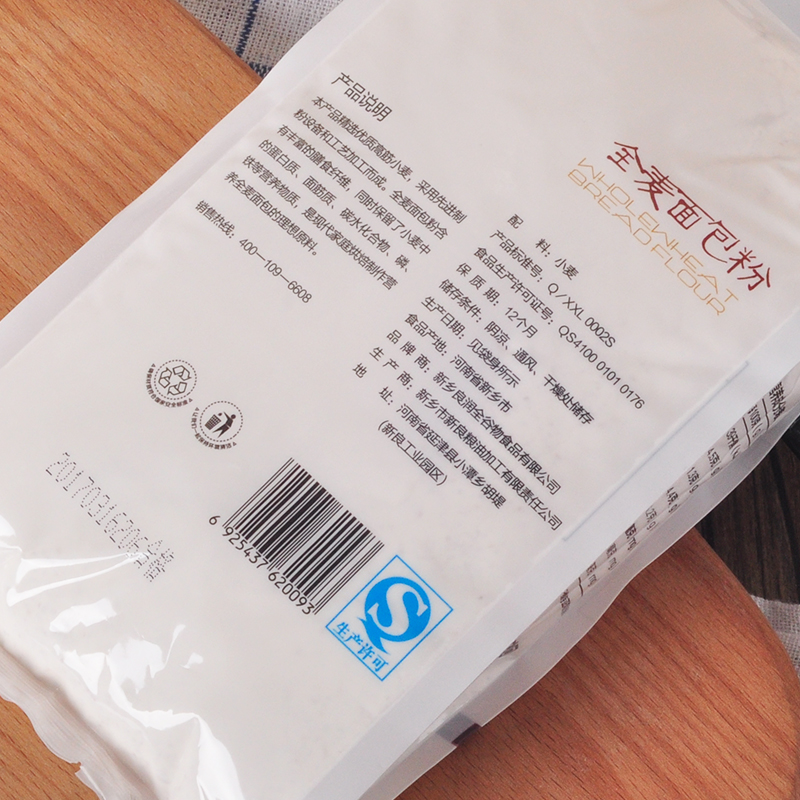 全麦面包粉
WHOLEWHEAT
BREAD FLOUR
产品说明
本产品精选优质高筋小麦，采用先进制
粉设备和工艺加工而成。全麦面包粉含
有丰富的膳食纤维，同时保留了小麦中
的蛋白质、面筋质、碳水化合物、磷、
铁等营养物质，是现代家庭烘焙制作营
养全麦面包的理想原料。
销售热线：400-109-6608
配 料：小麦
产品标准号：Q/XXL 0002S
食品生产许可证号：QS4100 0101 0176
保 质 期：12个月
储存条件：阴凉、通风、干燥处储存
生产日期：见袋身所示
食品产地：河南省新乡市
品 牌 商：新乡良润全谷物食品有限公司
生 产 商：新乡市新良粮油加工有限责任公司
地 址：河南省延津县小潭乡胡堤
（新良工业园区）
6 925437 620093
生产许可